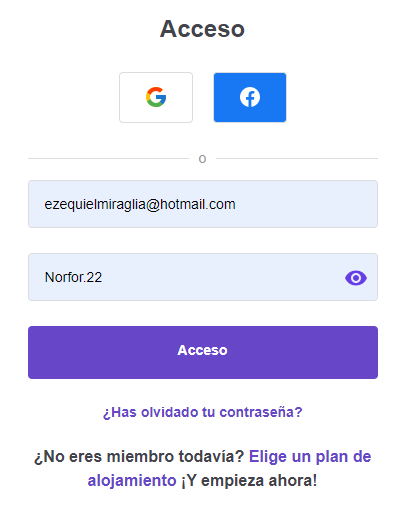 Acceso
o
ezequielmiraglia@hotmail.com
Norfor.22
Acceso
¿Has olvidado tu contraseña?
¿No eres miembro todavía? Elige un plan de
alojamiento ¡Y empieza ahora!